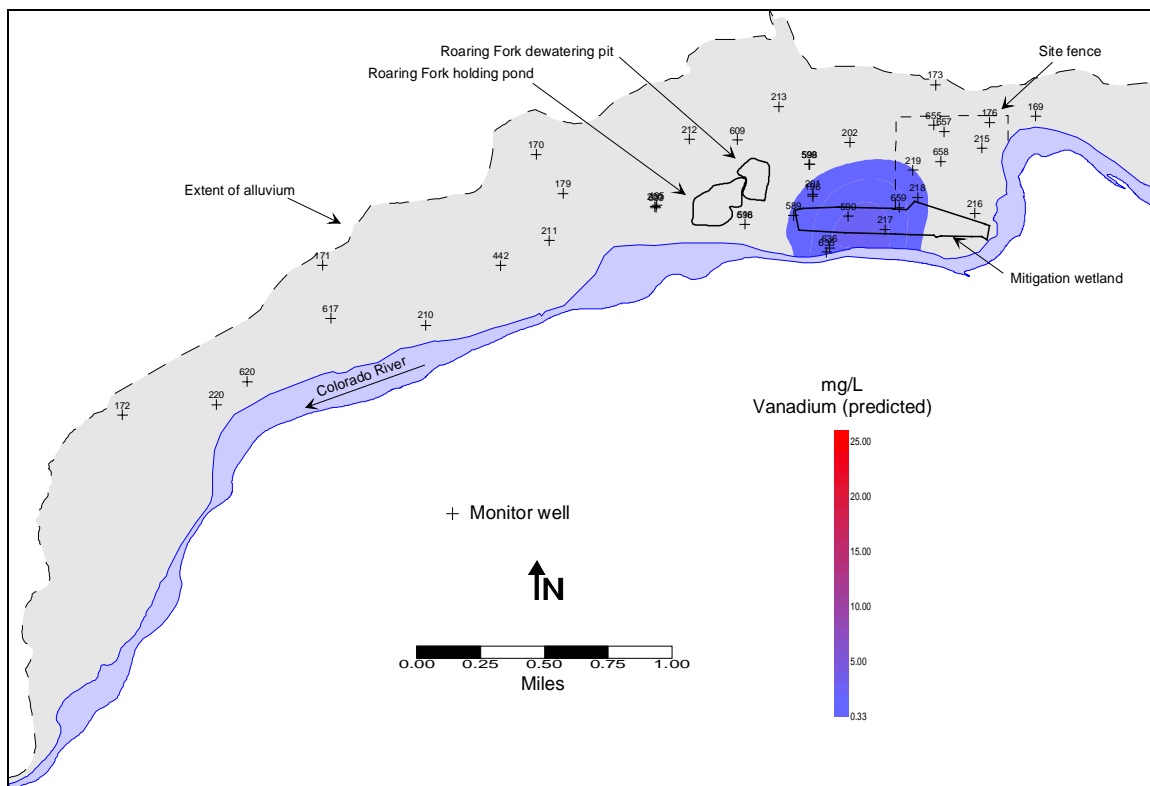 Roaring Fork dewatering pit
Site fence
Roaring Fork holding pond
173
213
655
657
176
169
212
609
202
215
170
598
658
219
Extent of alluvium
179
218
659
589
590
216
217
211
171
442
Mitigation wetland
617
210
Colorado River
620
220
172
mg/L
Vanadium (predicted)
25.00
20.00
15.00
10.00
5.00
0.33
Monitor well
N
0.00 0.25 0.50 0.75 1.00
Miles